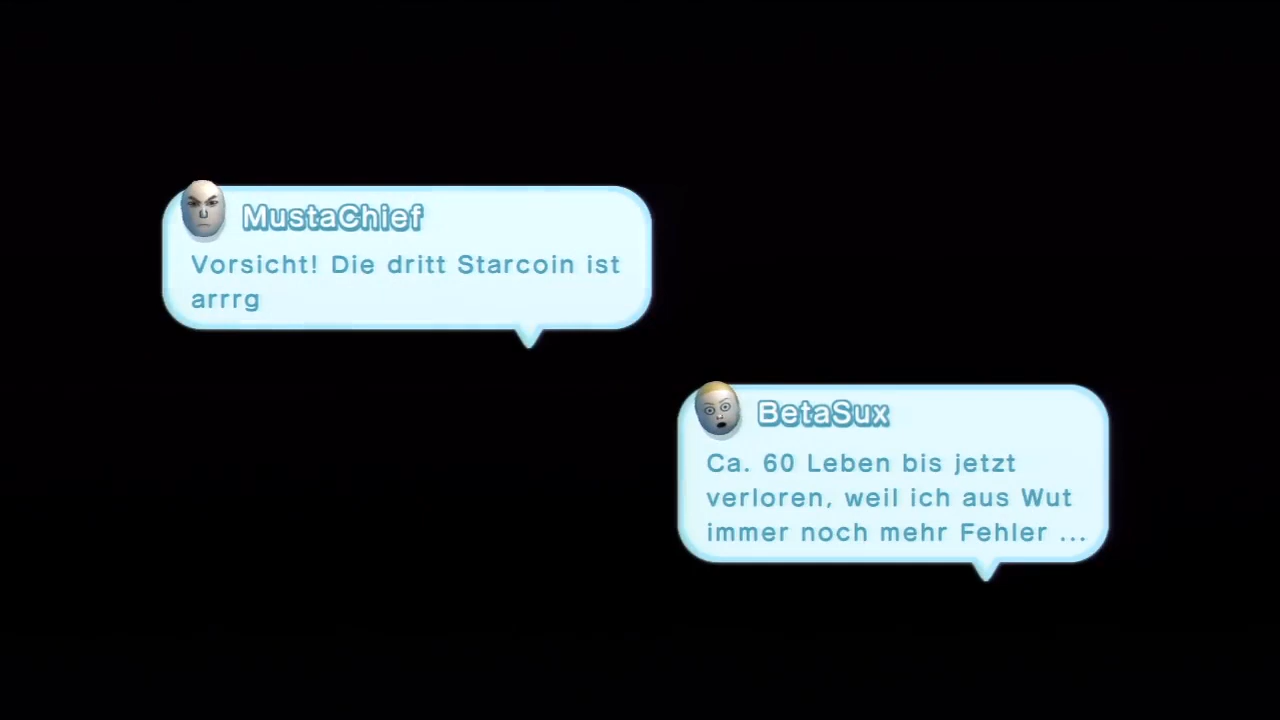 MustaChief
Vorsicht! Die dritt Starcoin ist
arrrg
BetaSux
Ca. 60 Leben bis jetzt
verloren, weil ich aus Wut
immer noch mehr Fehler ...